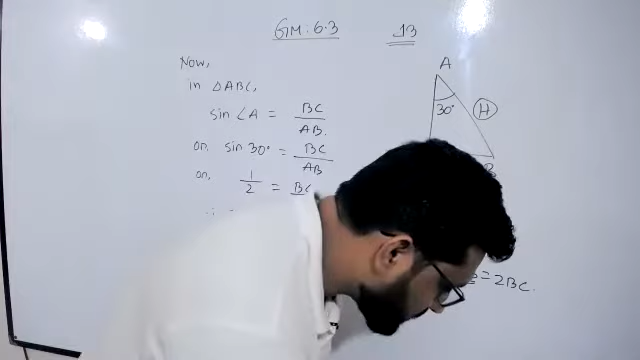 GM: 6.3 13
Now,
in △ABC,
sin ∠A = BC/AB.
or, sin 30° = BC/AB
or, 1/2 = BC
A
30°
H
B
= 2BC.